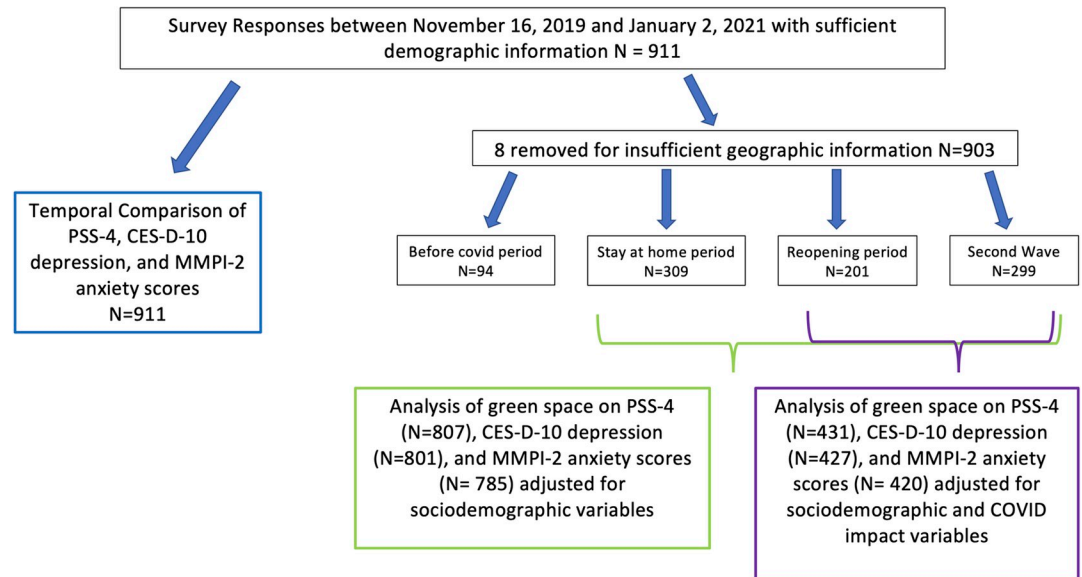 Survey Responses between November 16, 2019 and January 2, 2021 with sufficient
demographic information N = 911
8 removed for insufficient geographic information N=903
Temporal Comparison of
PSS-4, CES-D-10
depression, and MMPI-2
anxiety scores
N=911
Before covid period
N=94
Stay at home period
N=309
Reopening period
N=201
Second Wave
N=299
Analysis of green space on PSS-4
(N=807), CES-D-10 depression
(N=801), and MMPI-2 anxiety scores
(N= 785) adjusted for
sociodemographic variables
Analysis of green space on PSS-4
(N=431), CES-D-10 depression
(N=427), and MMPI-2 anxiety
scores (N= 420) adjusted for
sociodemographic and COVID
impact variables